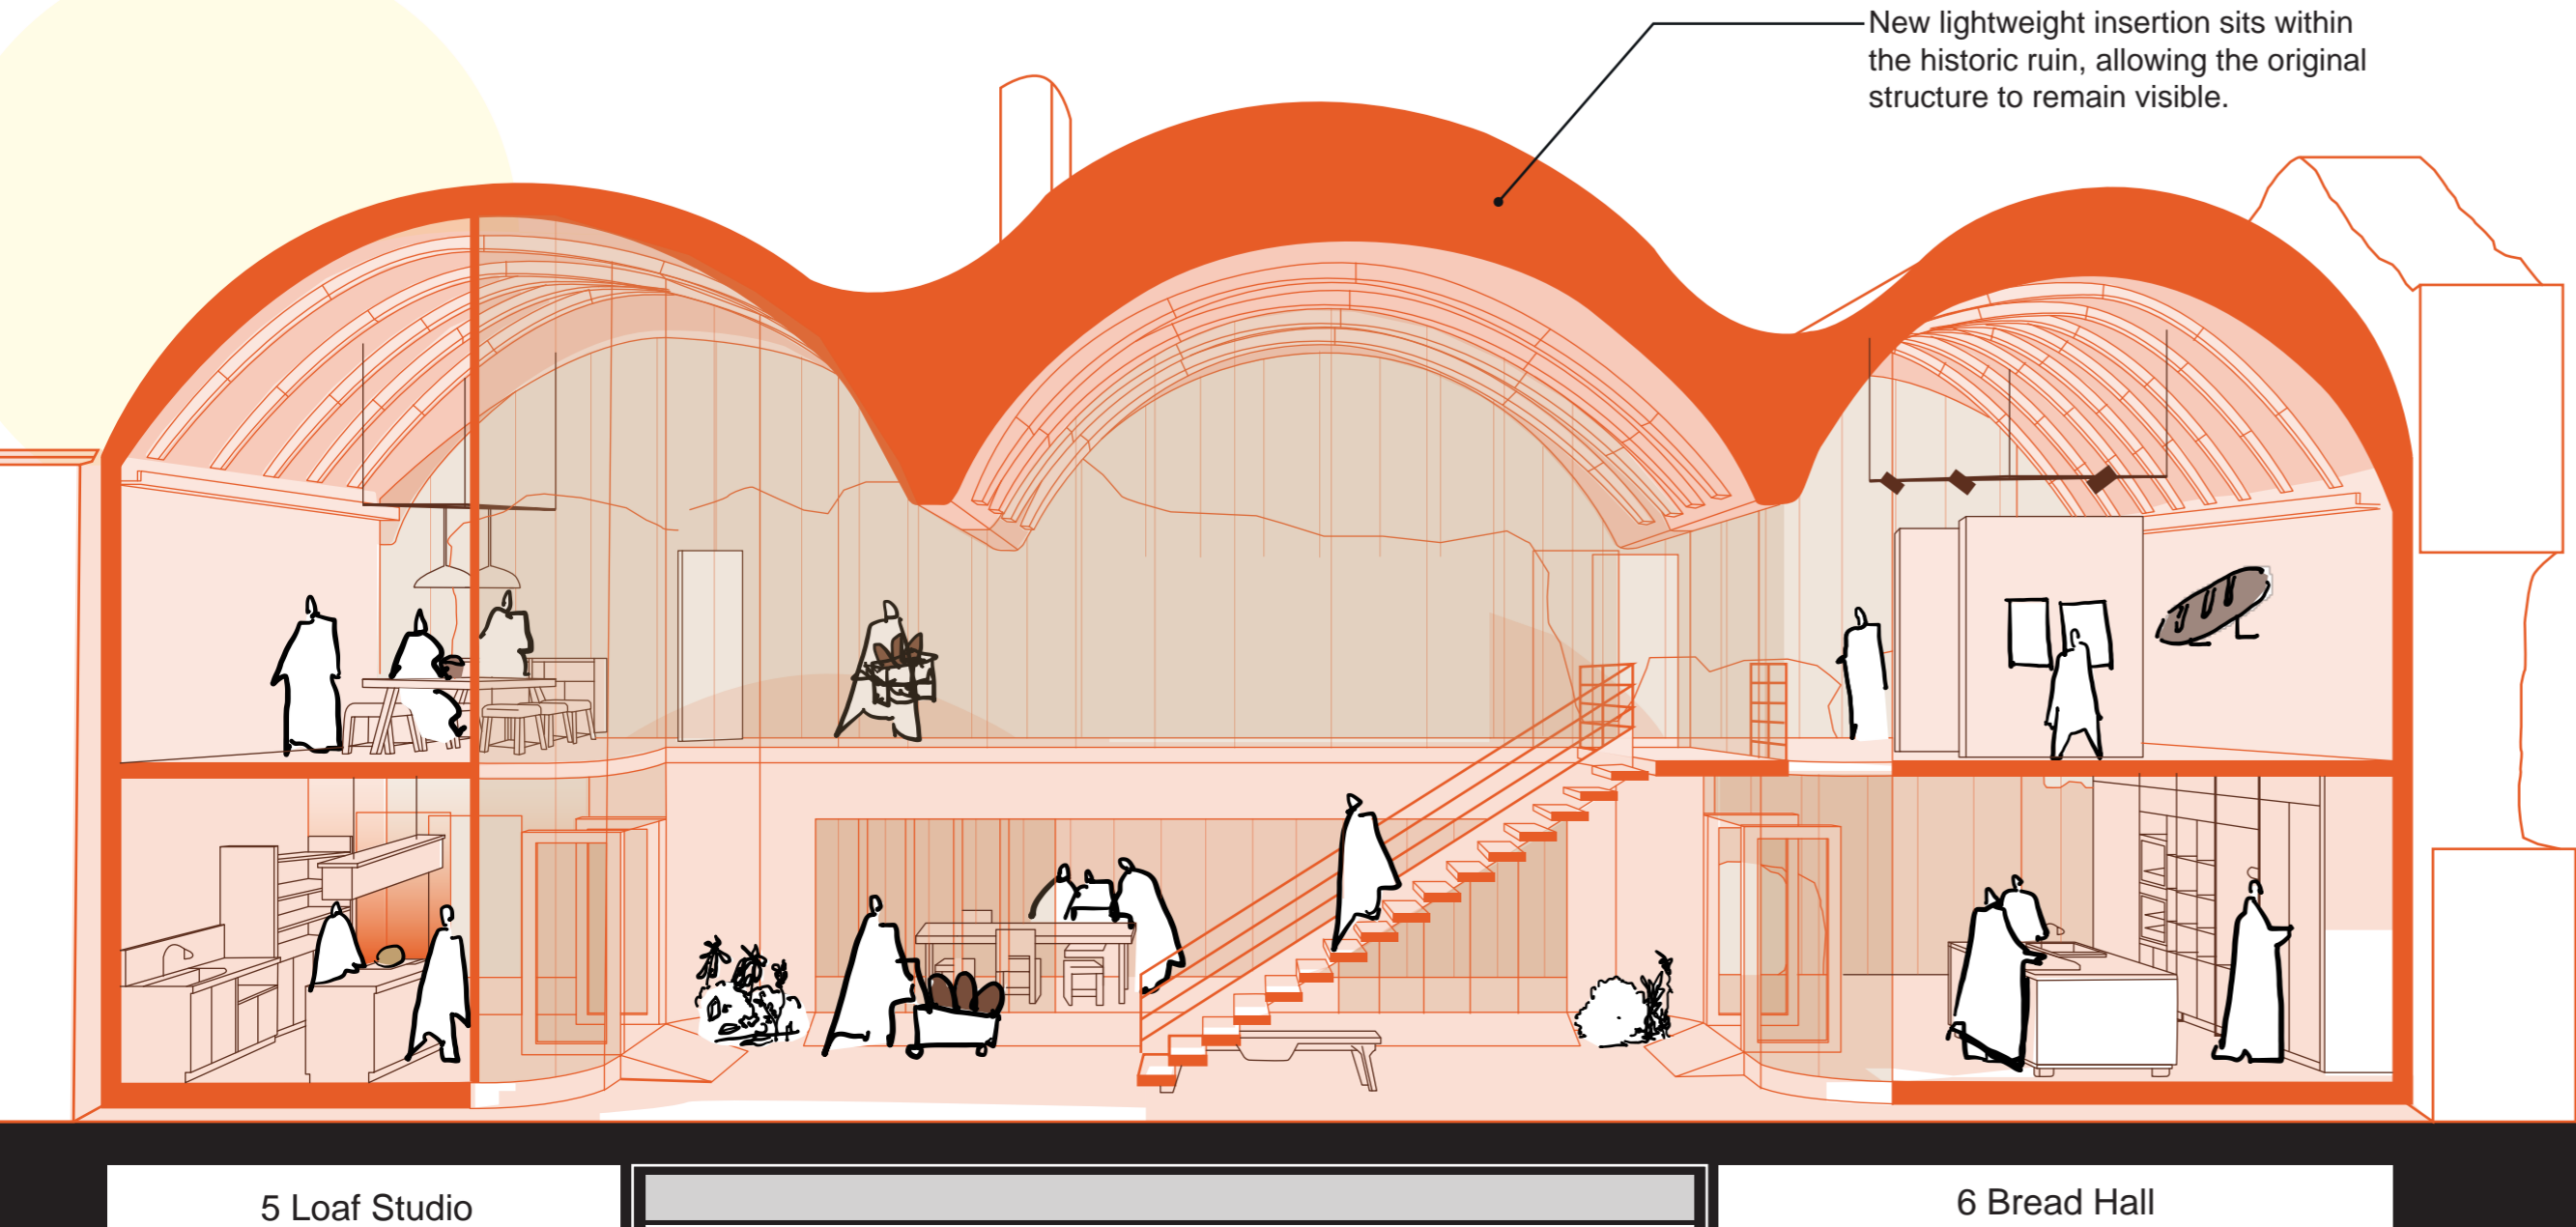 New lightweight insertion sits within
the historic ruin, allowing the original
structure to remain visible.
5 Loaf Studio
6 Bread Hall